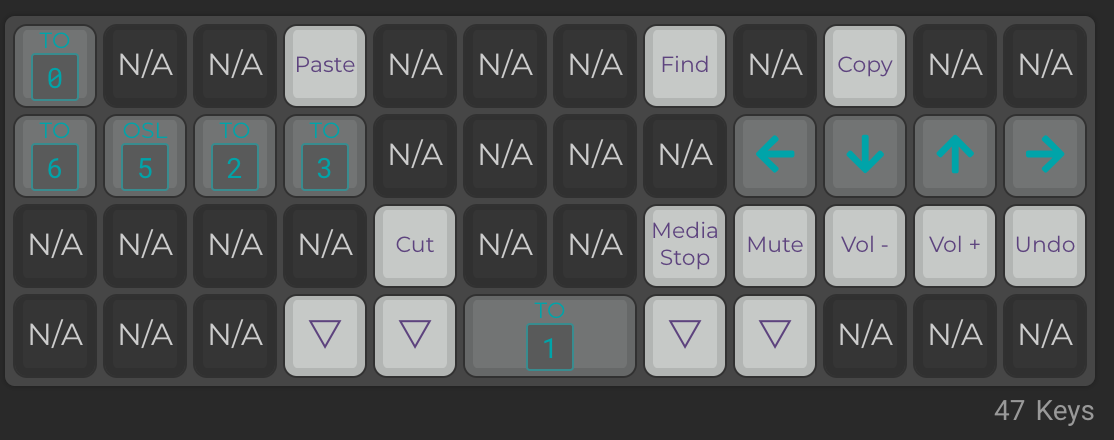 TO
0 N/A N/A Paste N/A N/A N/A Find N/A Copy N/A N/A
TO OSL TO TO
6 5 2 3 N/A N/A N/A N/A ← ↓ ↑ →
N/A N/A N/A N/A Cut N/A N/A Media Stop Mute Vol - Vol + Undo
TO
N/A N/A N/A ▽ ▽ 1 ▽ ▽ N/A N/A N/A
47 Keys